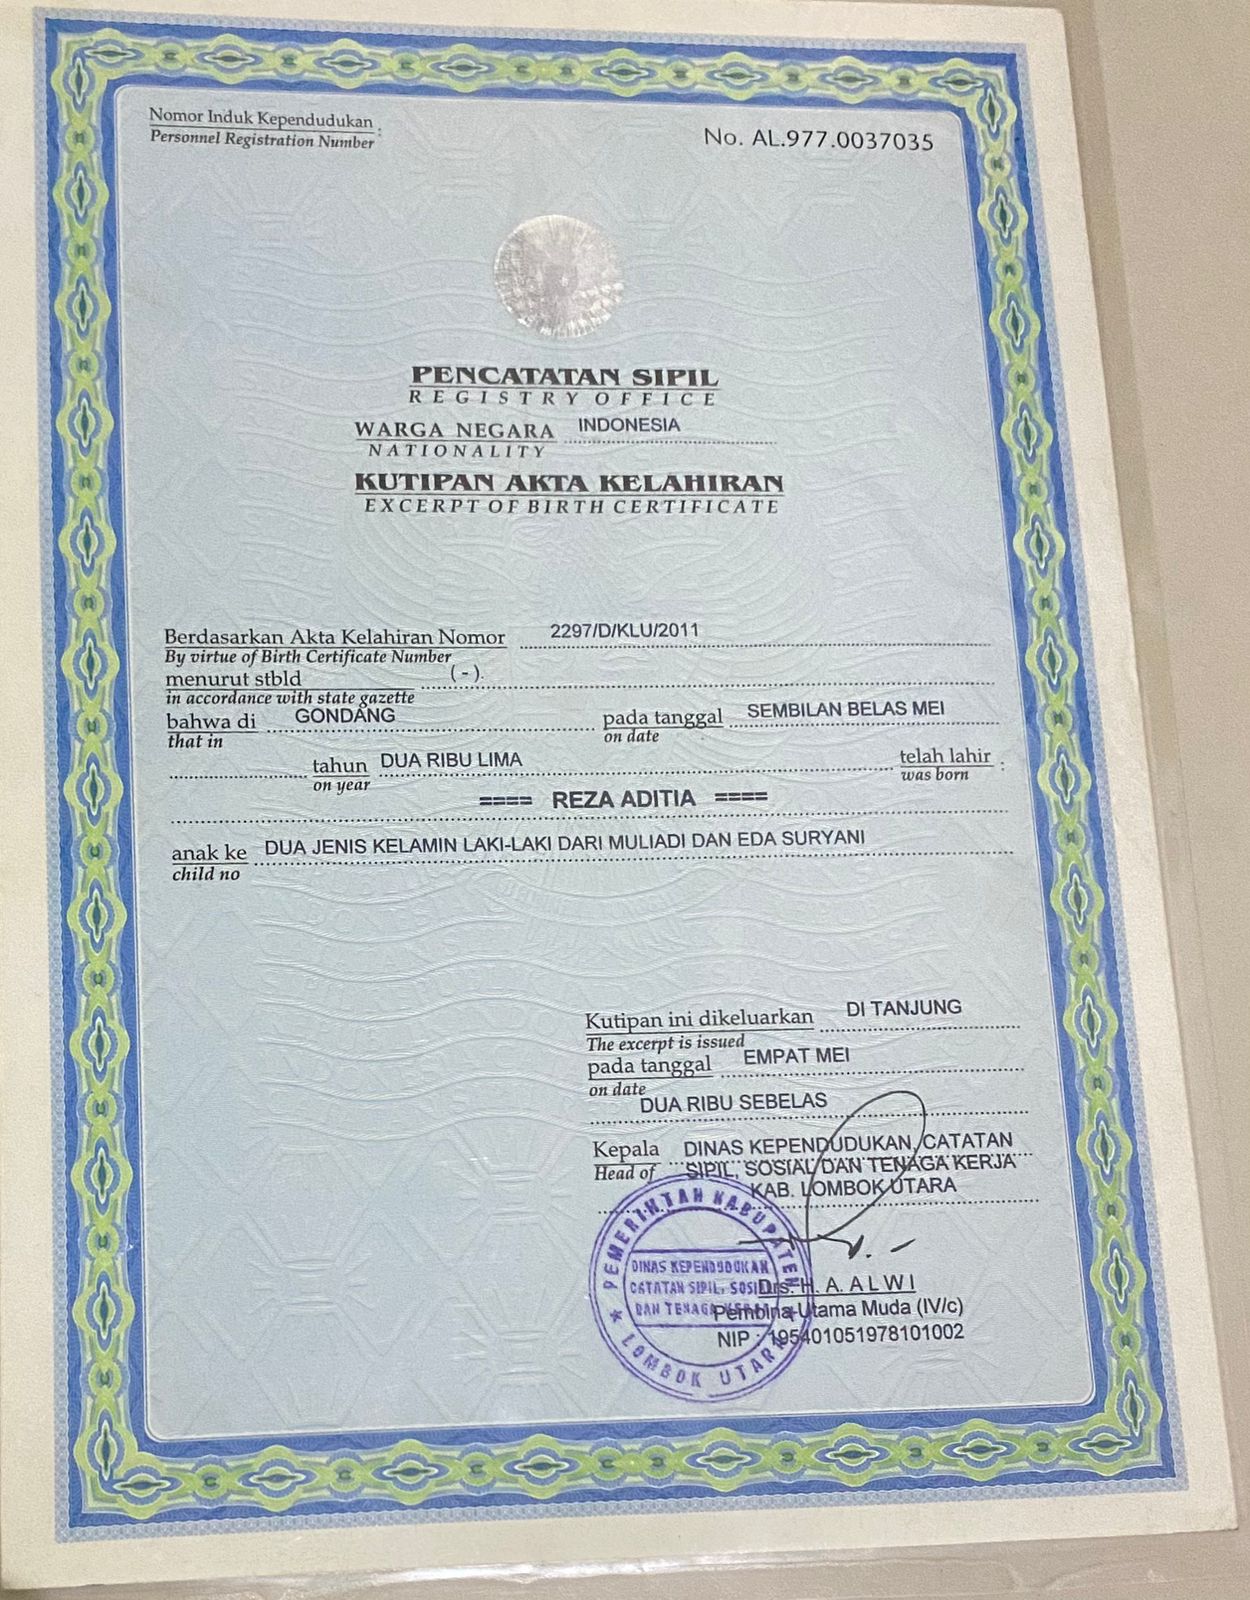 Nomor Induk Kependudukan :
Personnel Registration Number
No. AL.977.0037035
PENCATATAN SIPIL
REGISTRY OFFICE
WARGA NEGARA INDONESIA
NATIONALITY
KUTIPAN AKTA KELAHIRAN
EXCERPT OF BIRTH CERTIFICATE
Berdasarkan Akta Kelahiran Nomor 2297/D/KLU/2011
By virtue of Birth Certificate Number
menurut stbld ( - ).
in accordance with state gazette
bahwa di GONDANG pada tanggal SEMBILAN BELAS MEI
that in on date
tahun DUA RIBU LIMA telah lahir :
on year was born
==== REZA ADITIA ====
anak ke DUA JENIS KELAMIN LAKI-LAKI DARI MULIADI DAN EDA SURYANI
child no
Kutipan ini dikeluarkan DI TANJUNG
The excerpt is issued
pada tanggal EMPAT MEI
on date
DUA RIBU SEBELAS
Kepala DINAS KEPENDUDUKAN, CATATAN
Head of SIPIL, SOSIAL DAN TENAGA KERJA
KAB. LOMBOK UTARA
PEMERINTAH KABUPATEN
DINAS KEPENDUDUKAN
CATATAN SIPIL, SOSI
DAN TENAGA
LOMBOK UTARA
Drs. H. A. ALWI
Pembina Utama Muda (IV/c)
NIP : 195401051978101002